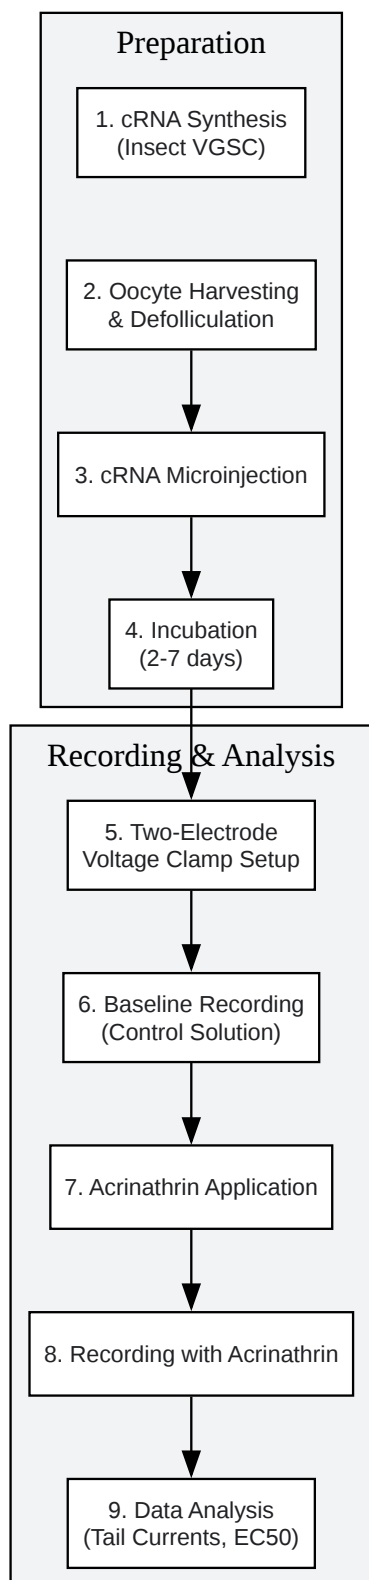 Preparation
1. cRNA Synthesis
(Insect VGSC)
2. Oocyte Harvesting
& Defolliculation
3. cRNA Microinjection
4. Incubation
(2-7 days)
Recording & Analysis
5. Two-Electrode
Voltage Clamp Setup
6. Baseline Recording
(Control Solution)
7. Acrinathrin Application
8. Recording with Acrinathrin
9. Data Analysis
(Tail Currents, EC50)